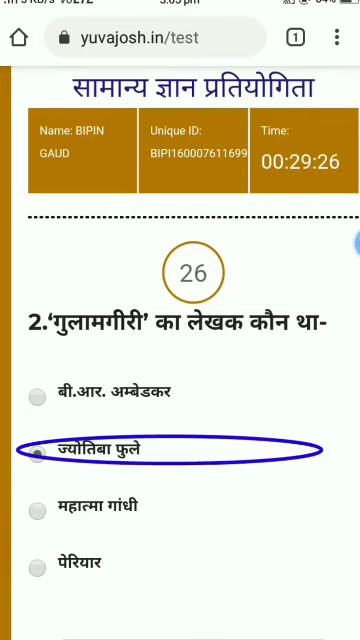 yuvajosh.in/test
1
सामान्य ज्ञान प्रतियोगिता
Name: BIPIN GAUD
Unique ID: BIPI160007611699
Time: 00:29:26
26
2.‘गुलामगीरी’ का लेखक कौन था-
बी.आर. अम्बेडकर
ज्योतिबा फुले
महात्मा गांधी
पेरियार